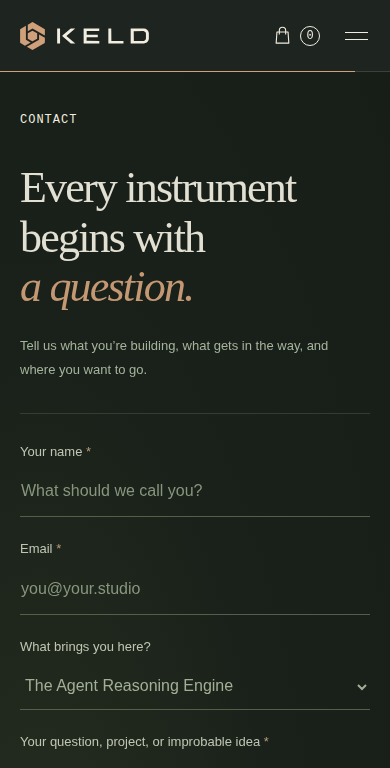 KELD
0
CONTACT
Every instrument
begins with
a question.
Tell us what you’re building, what gets in the way, and
where you want to go.
Your name *
What should we call you?
Email *
you@your.studio
What brings you here?
The Agent Reasoning Engine
Your question, project, or improbable idea *